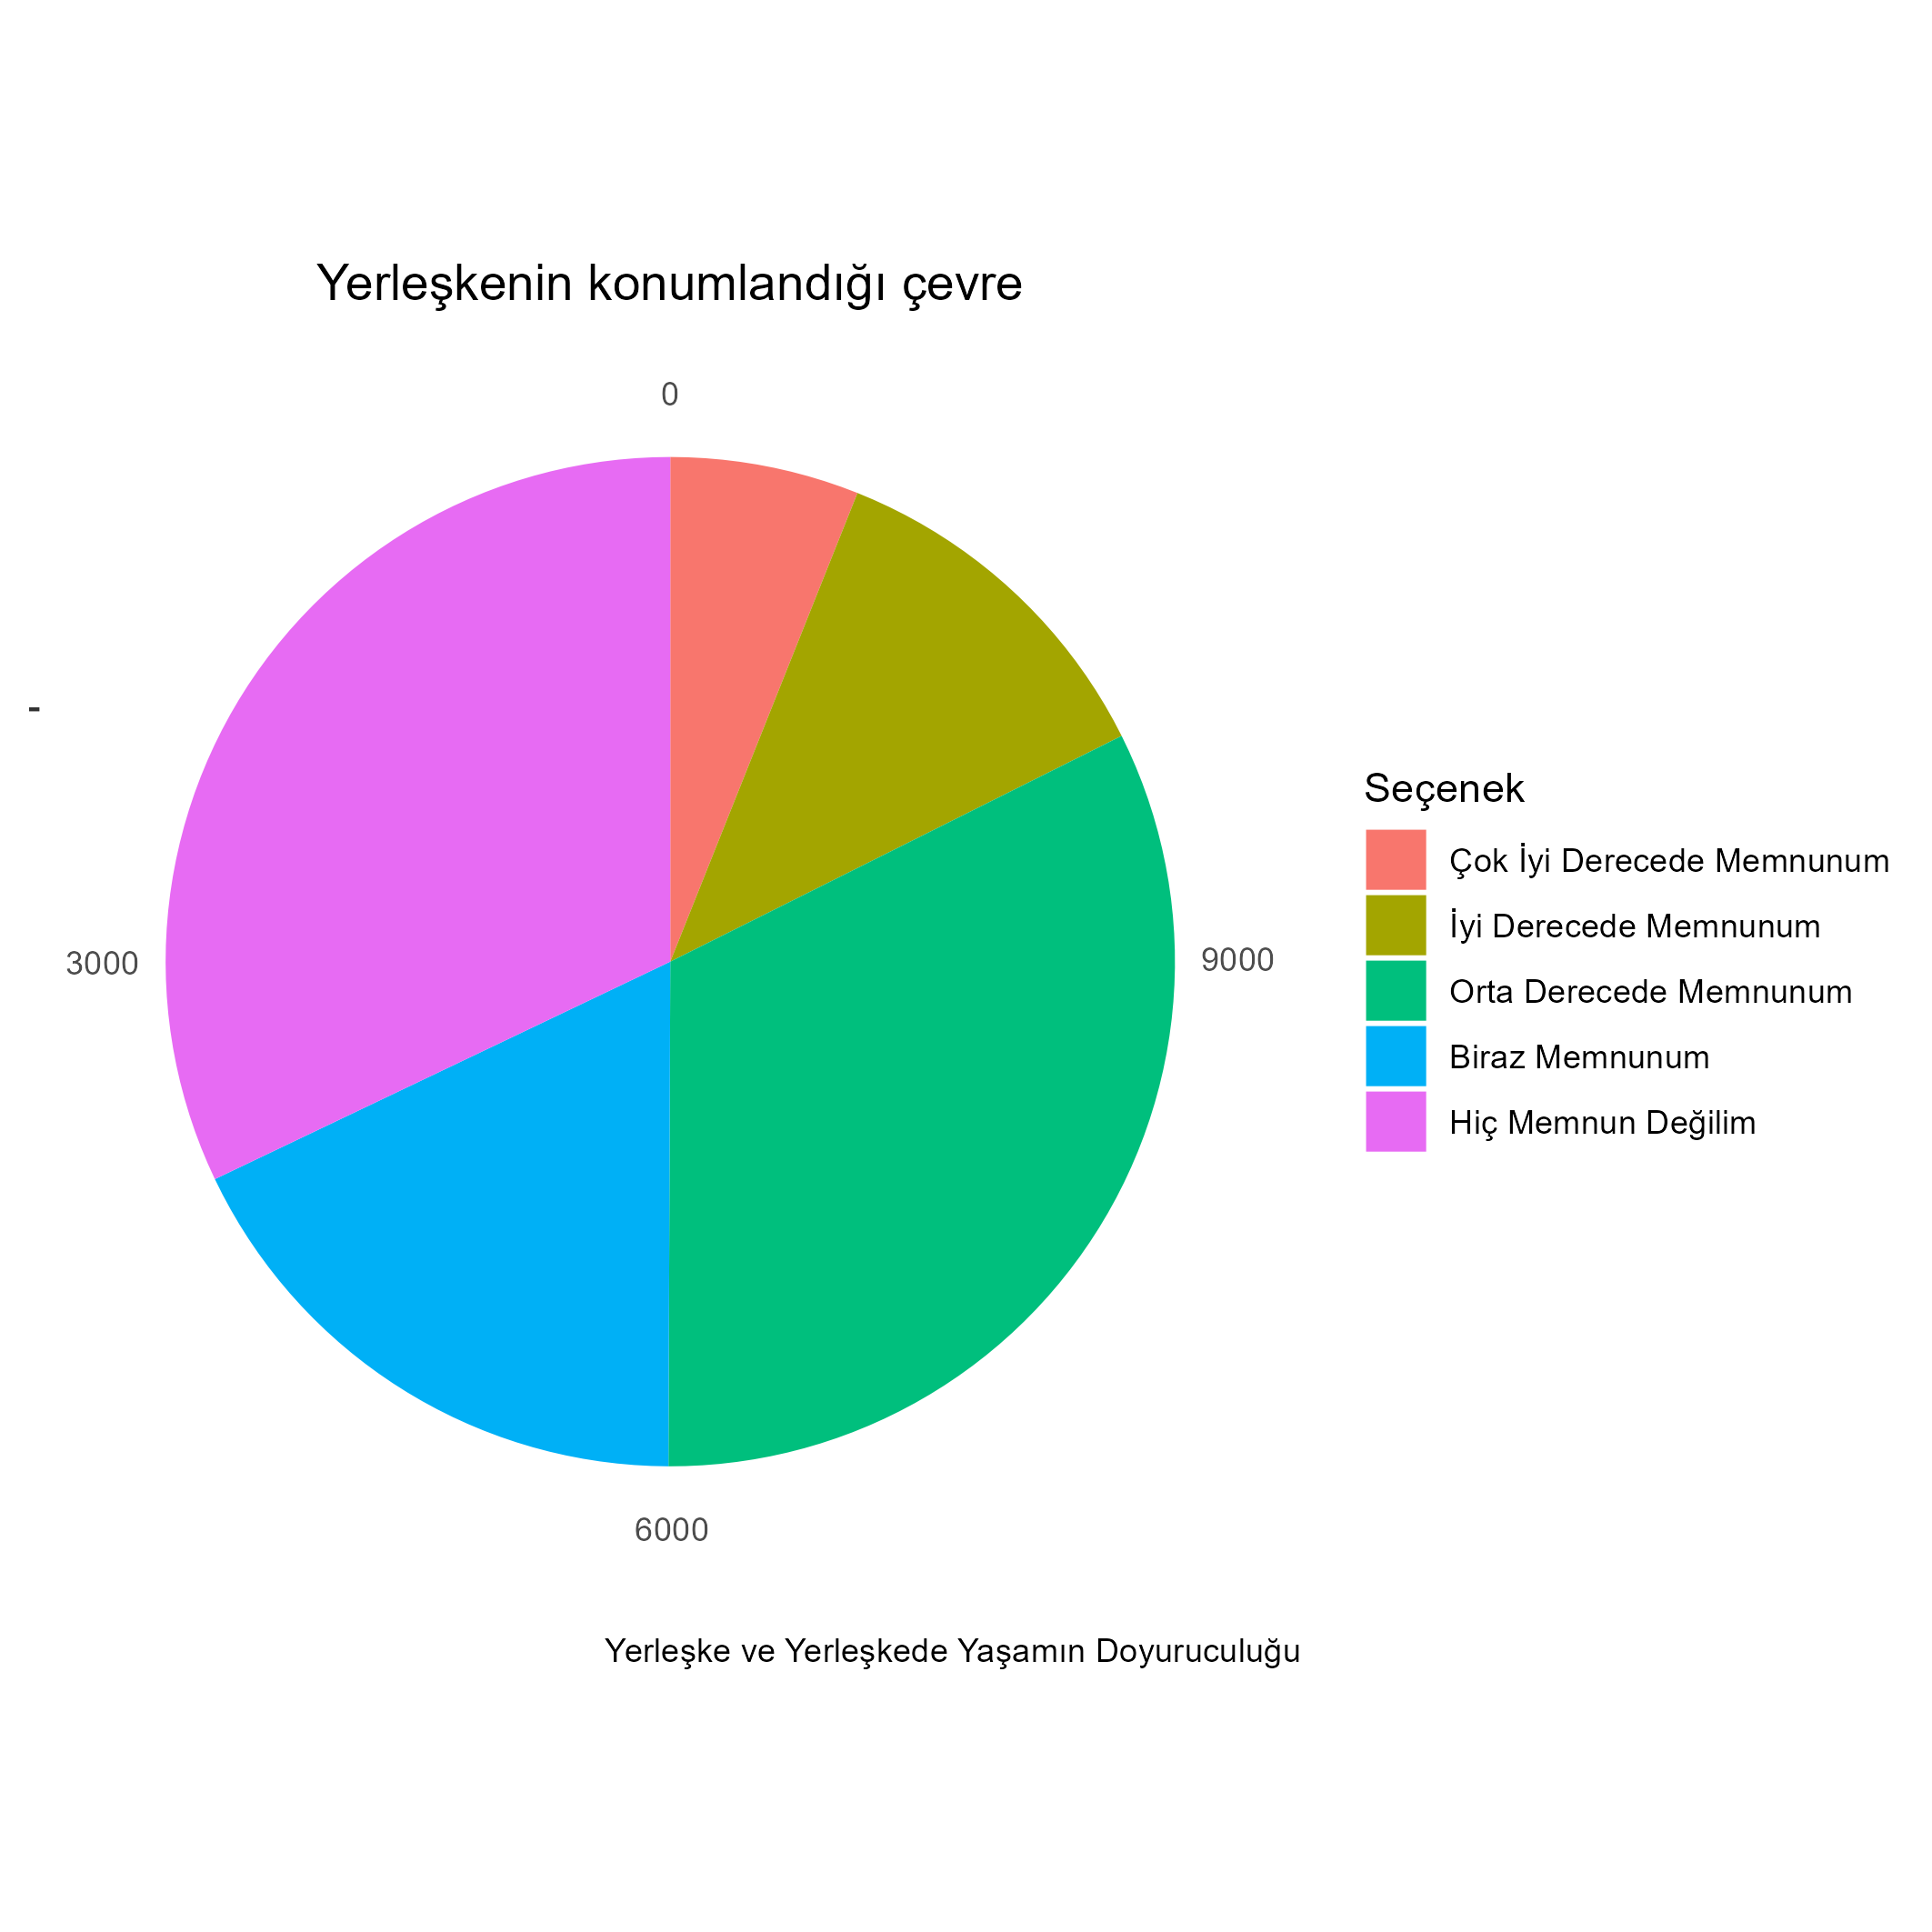 Yerleşkenin konumlandığı çevre
0
-
3000
9000
6000
Seçenek
Çok İyi Derecede Memnunum
İyi Derecede Memnunum
Orta Derecede Memnunum
Biraz Memnunum
Hiç Memnun Değilim
Yerleşke ve Yerleşkede Yaşamın Doyuruculuğu